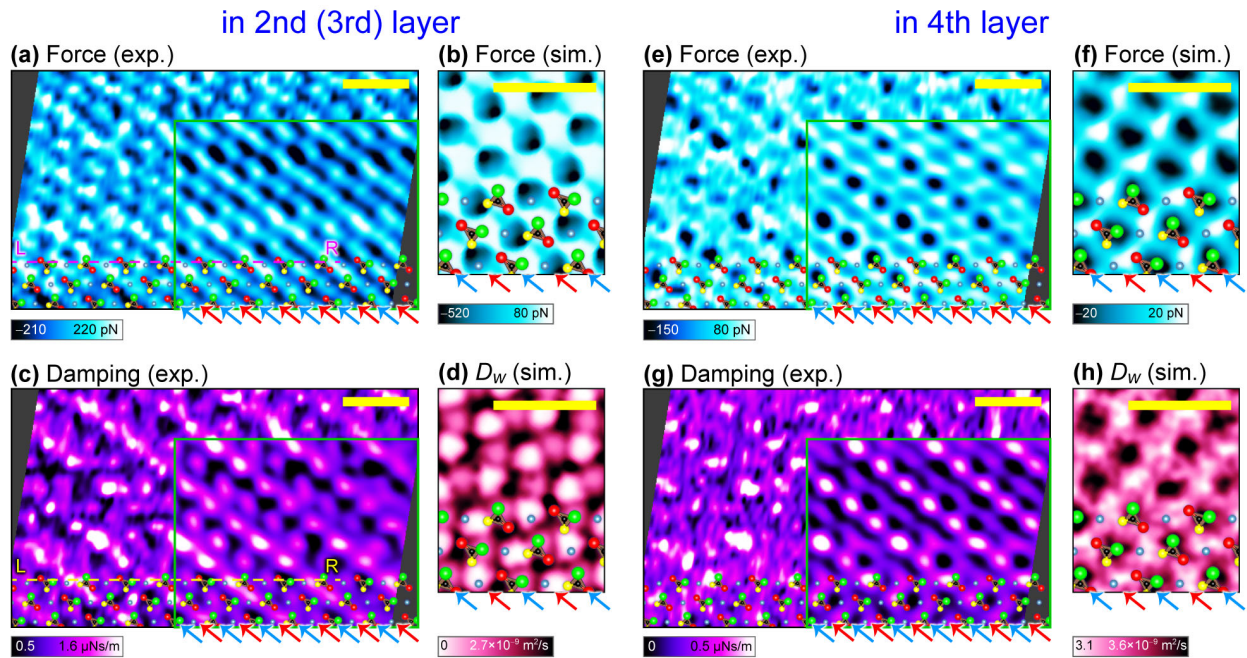 in 2nd (3rd) layer
in 4th layer
(a) Force (exp.)
(b) Force (sim.)
(e) Force (exp.)
(f) Force (sim.)
L
R
−210 220 pN
−520 80 pN
−150 80 pN
−20 20 pN
(c) Damping (exp.)
(d) D_W (sim.)
(g) Damping (exp.)
(h) D_W (sim.)
L
R
0.5 1.6 μNs/m
0 2.7×10⁻⁹ m²/s
0 0.5 μNs/m
3.1 3.6×10⁻⁹ m²/s